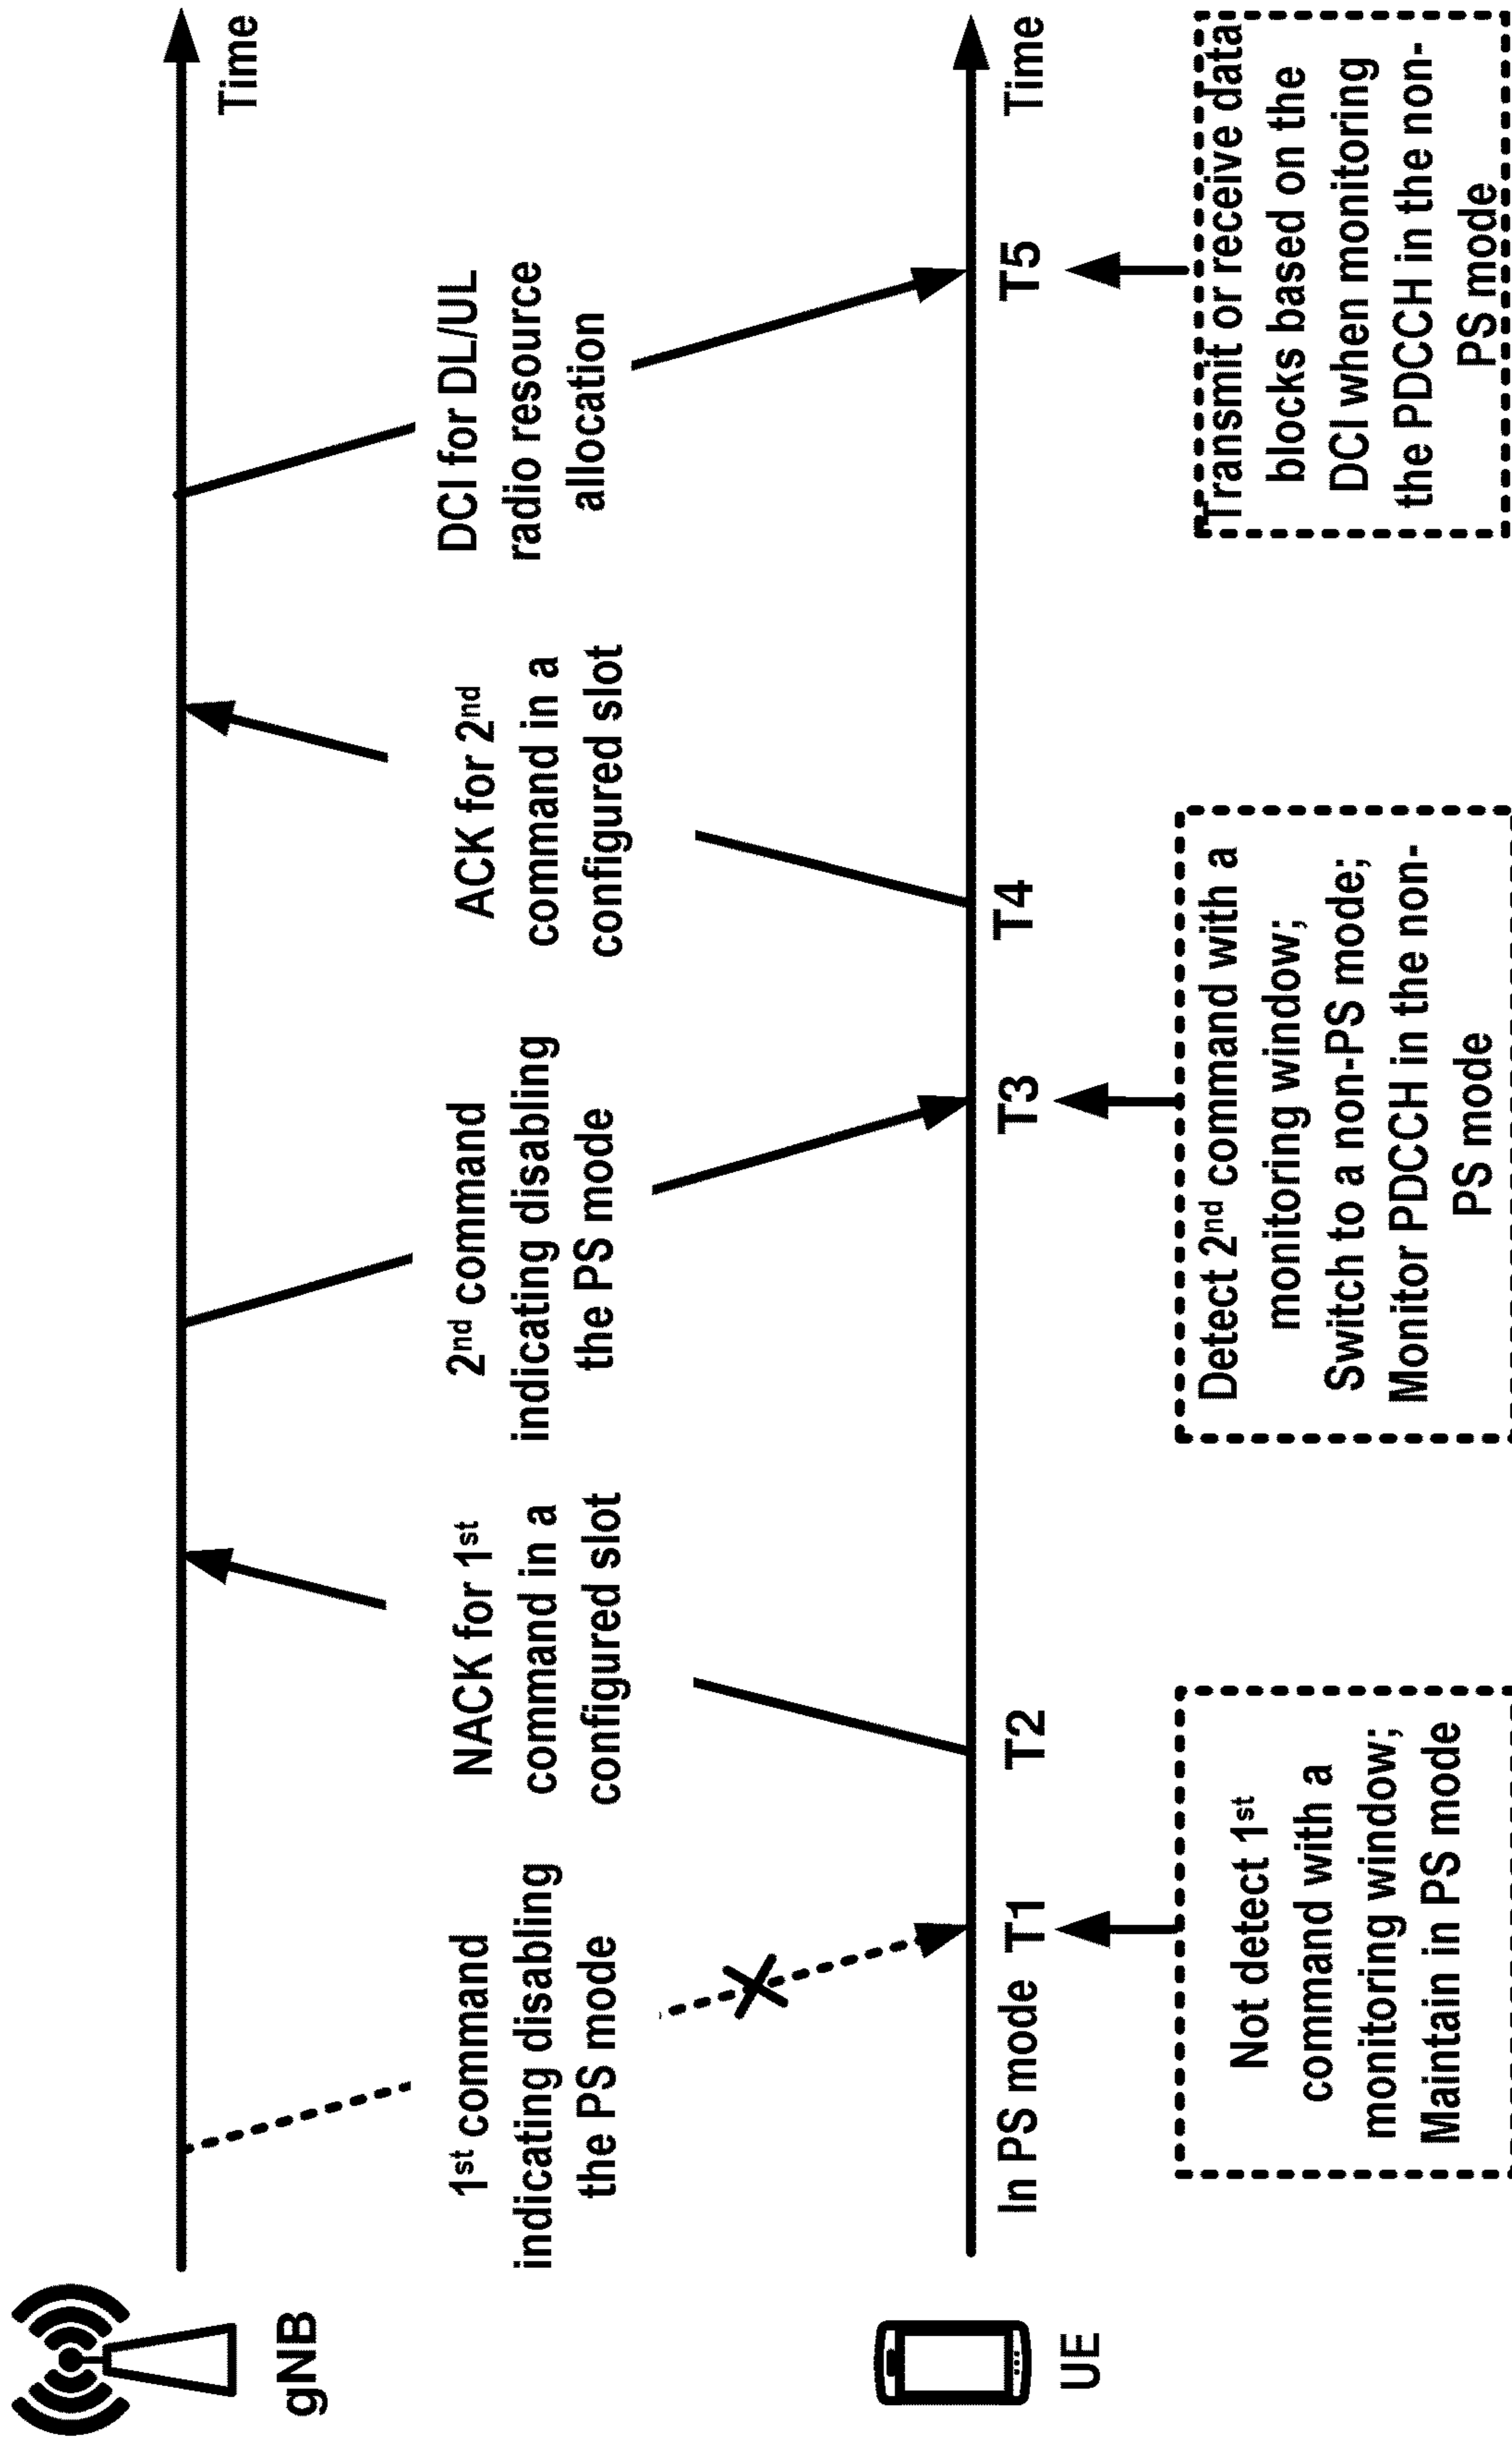 gNB
Time
1st command
indicating disabling
the PS mode
NACK for 1st
command in a
configured slot
2nd command
indicating disabling
the PS mode
ACK for 2nd
command in a
configured slot
DCI for DL/UL
radio resource
allocation
UE
In PS mode
T1
T2
T3
T4
T5
Time
Not detect 1st
command with a
monitoring window;
Maintain in PS mode
Detect 2nd command with a
monitoring window;
Switch to a non-PS mode;
Monitor PDCCH in the non-
PS mode
Transmit or receive data
blocks based on the
DCI when monitoring
the PDCCH in the non-
PS mode